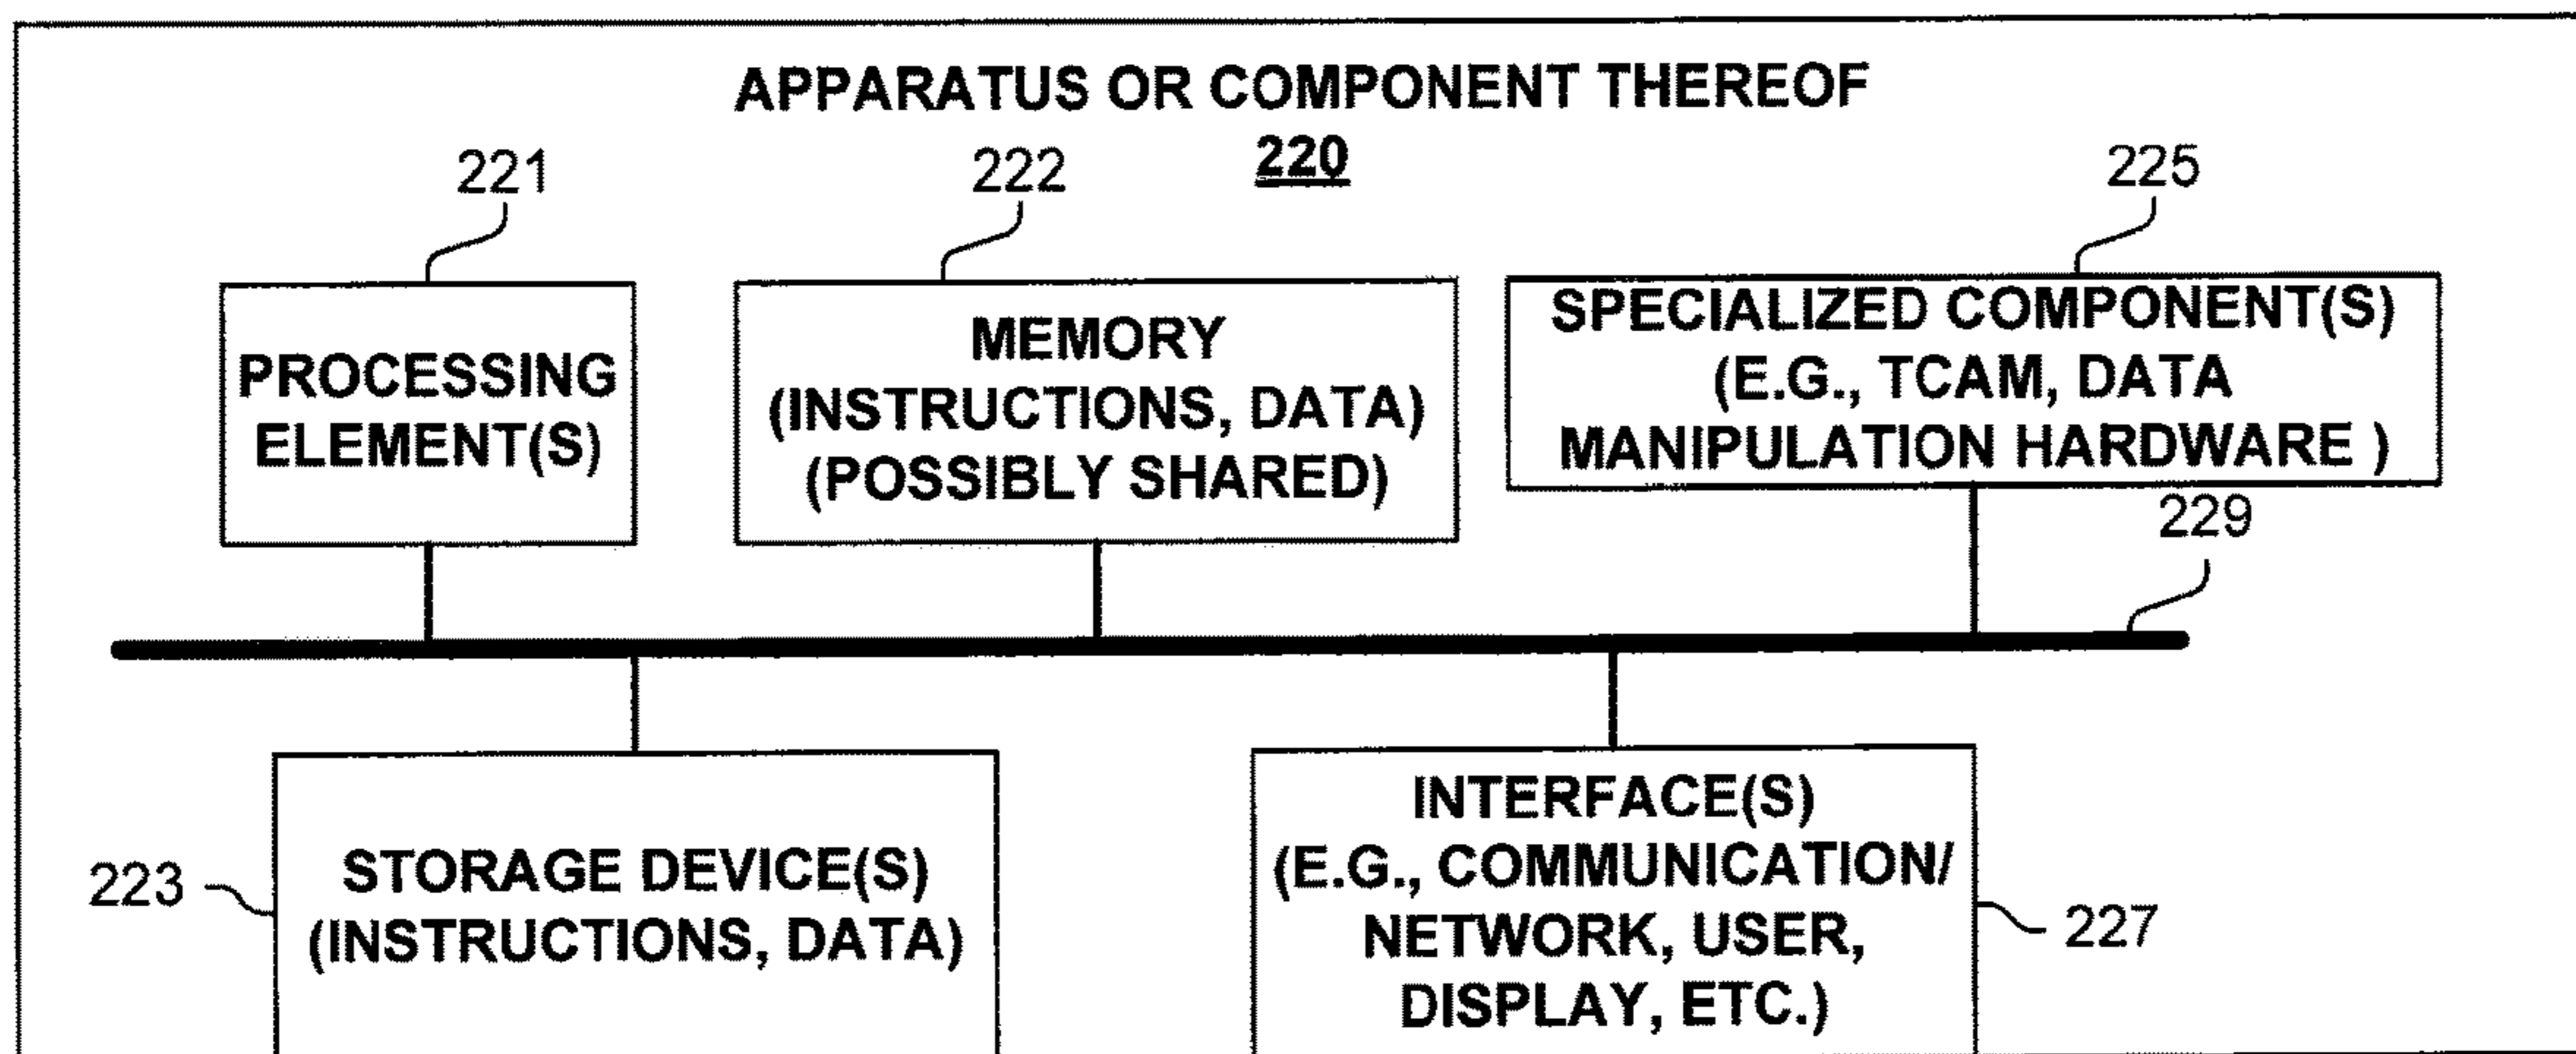 APPARATUS OR COMPONENT THEREOF
220
221
222
225
PROCESSING
ELEMENT(S)
MEMORY
(INSTRUCTIONS, DATA)
(POSSIBLY SHARED)
SPECIALIZED COMPONENT(S)
(E.G., TCAM, DATA
MANIPULATION HARDWARE )
229
223
STORAGE DEVICE(S)
(INSTRUCTIONS, DATA)
INTERFACE(S)
(E.G., COMMUNICATION/
NETWORK, USER,
DISPLAY, ETC.)
227